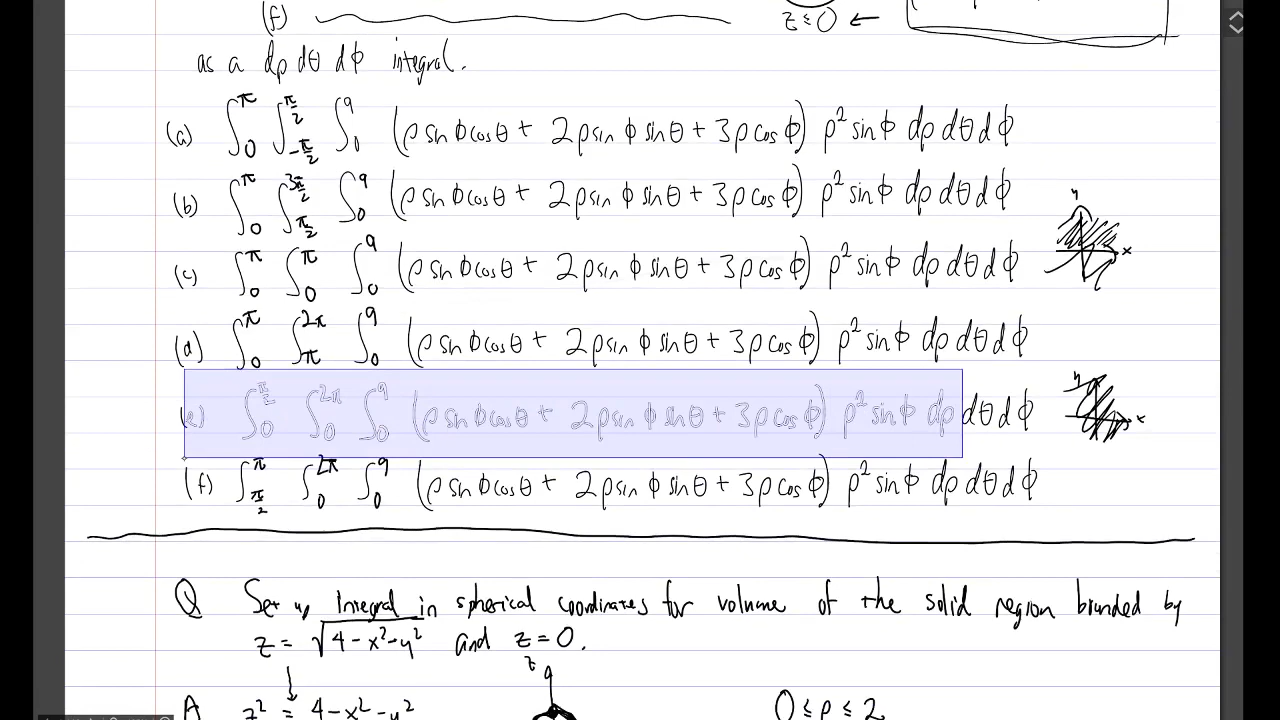 (f)
z ≤ 0 ←
as a dρ dθ dφ integral.
(a) ∫_0^π ∫_{-π/2}^{π/2} ∫_0^9 (ρ sin φ cos θ + 2ρ sin φ sin θ + 3ρ cos φ) ρ² sin φ dρ dθ dφ
(b) ∫_0^π ∫_{π/2}^{3π/2} ∫_0^9 (ρ sin φ cos θ + 2ρ sin φ sin θ + 3ρ cos φ) ρ² sin φ dρ dθ dφ
y
x
(c) ∫_0^π ∫_0^π ∫_0^9 (ρ sin φ cos θ + 2ρ sin φ sin θ + 3ρ cos φ) ρ² sin φ dρ dθ dφ
(d) ∫_0^π ∫_π^{2π} ∫_0^9 (ρ sin φ cos θ + 2ρ sin φ sin θ + 3ρ cos φ) ρ² sin φ dρ dθ dφ
y
x
(e) ∫_0^{π/2} ∫_0^{2π} ∫_0^9 (ρ sin φ cos θ + 2ρ sin φ sin θ + 3ρ cos φ) ρ² sin φ dρ dθ dφ
(f) ∫_{π/2}^π ∫_0^{2π} ∫_0^9 (ρ sin φ cos θ + 2ρ sin φ sin θ + 3ρ cos φ) ρ² sin φ dρ dθ dφ
Q Set up integral in spherical coordinates for volume of the solid region bounded by
z = √(4-x²-y²) and z = 0.
z
A z² = 4-x²-y²
0 ≤ ρ ≤ 2